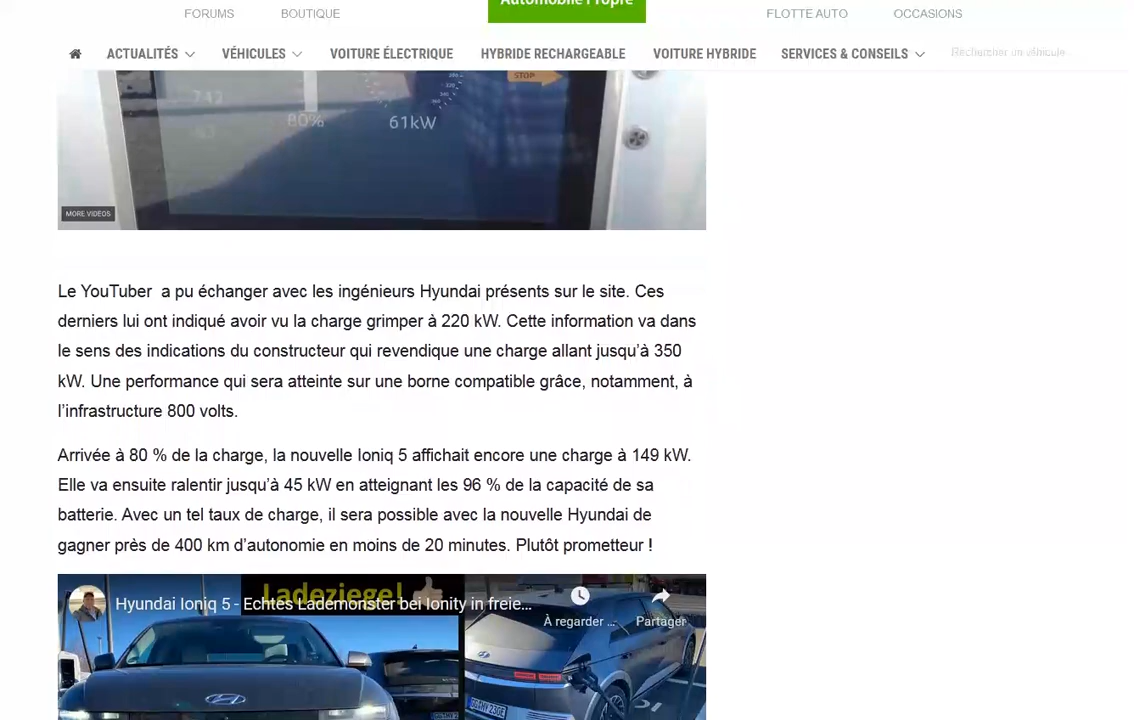 Automobile Propre
FORUMS BOUTIQUE FLOTTE AUTO OCCASIONS
ACTUALITÉS VÉHICULES VOITURE ÉLECTRIQUE HYBRIDE RECHARGEABLE VOITURE HYBRIDE SERVICES & CONSEILS Rechercher un véhicule
STOP
80% 61kW
MORE VIDEOS
Le YouTuber a pu échanger avec les ingénieurs Hyundai présents sur le site. Ces
derniers lui ont indiqué avoir vu la charge grimper à 220 kW. Cette information va dans
le sens des indications du constructeur qui revendique une charge allant jusqu’à 350
kW. Une performance qui sera atteinte sur une borne compatible grâce, notamment, à
l’infrastructure 800 volts.
Arrivée à 80 % de la charge, la nouvelle Ioniq 5 affichait encore une charge à 149 kW.
Elle va ensuite ralentir jusqu’à 45 kW en atteignant les 96 % de la capacité de sa
batterie. Avec un tel taux de charge, il sera possible avec la nouvelle Hyundai de
gagner près de 400 km d’autonomie en moins de 20 minutes. Plutôt prometteur !
Ladeziege!
Hyundai Ioniq 5 - Echtes Lademonster bei Ionity in freie...
À regarder ... Partager